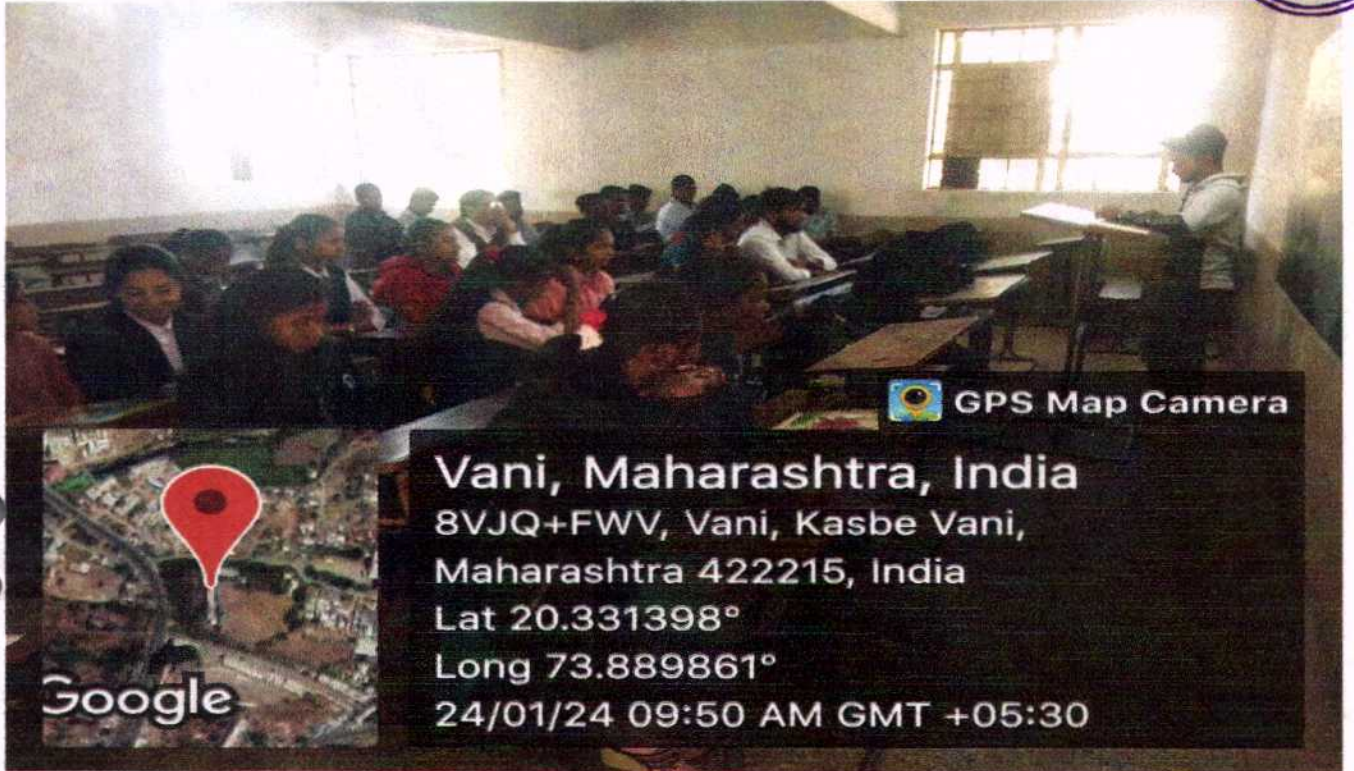 GPS Map Camera
Vani, Maharashtra, India
8VJQ+FWV, Vani, Kasbe Vani,
Maharashtra 422215, India
Lat 20.331398°
Long 73.889861°
24/01/24 09:50 AM GMT +05:30
Google